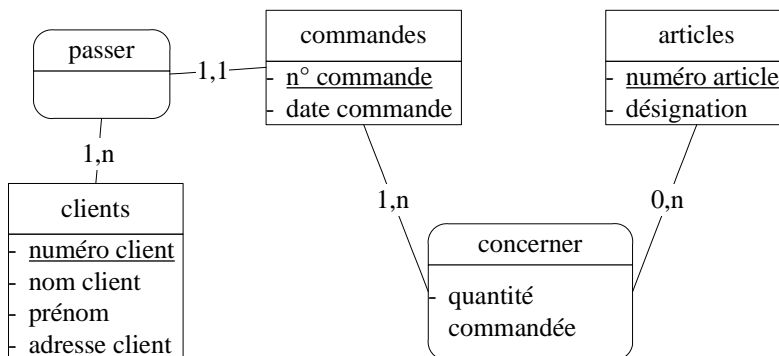 passer
1,1
commandes
- n° commande
- date commande
articles
- numéro article
- désignation
1,n
clients
- numéro client
- nom client
- prénom
- adresse client
1,n
0,n
concerner
- quantité
commandée